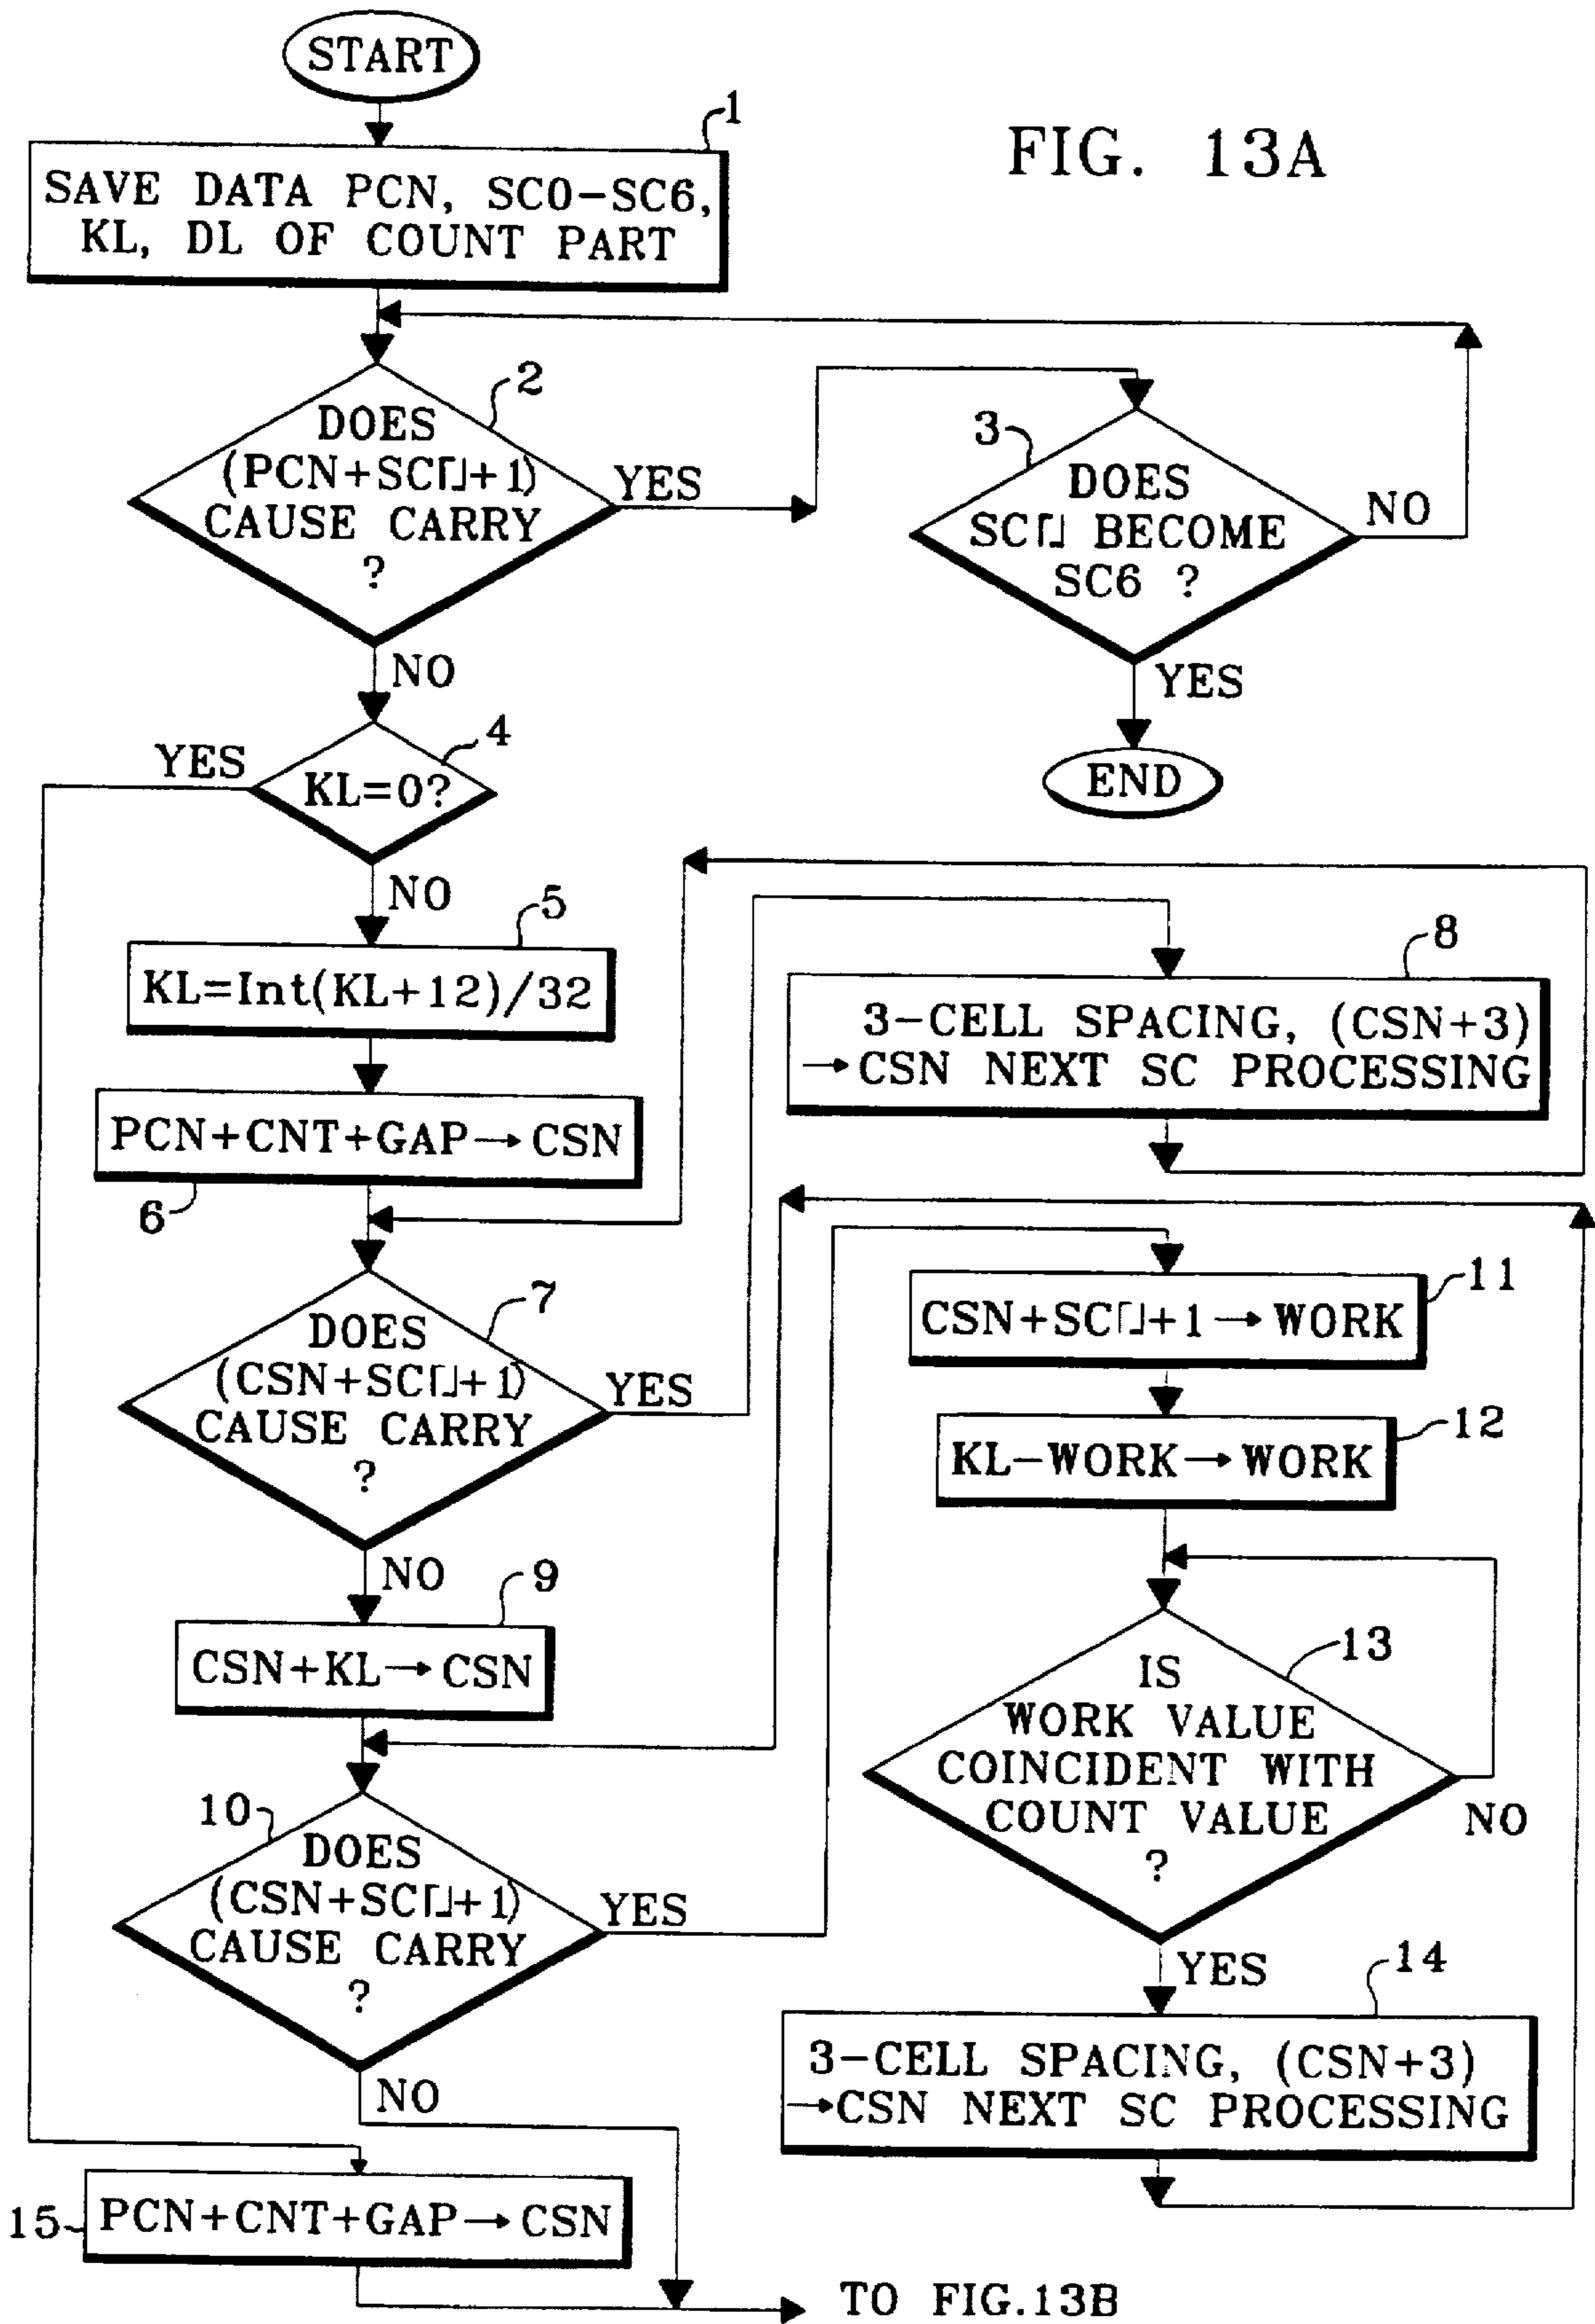 START
FIG. 13A
1
SAVE DATA PCN, SC0-SC6,
KL, DL OF COUNT PART
2
DOES
(PCN+SC[]+1)
CAUSE CARRY
?
YES
NO
3
DOES
SC[] BECOME
SC6 ?
NO
YES
END
4
KL=0?
YES
NO
5
KL=Int(KL+12)/32
PCN+CNT+GAP→CSN
6
7
DOES
(CSN+SC[]+1)
CAUSE CARRY
?
YES
NO
8
3-CELL SPACING, (CSN+3)
→CSN NEXT SC PROCESSING
9
CSN+KL→CSN
10
DOES
(CSN+SC[]+1)
CAUSE CARRY
?
YES
NO
11
CSN+SC[]+1→WORK
12
KL-WORK→WORK
13
IS
WORK VALUE
COINCIDENT WITH
COUNT VALUE
?
NO
YES
14
3-CELL SPACING, (CSN+3)
→CSN NEXT SC PROCESSING
15
PCN+CNT+GAP→CSN
TO FIG.13B